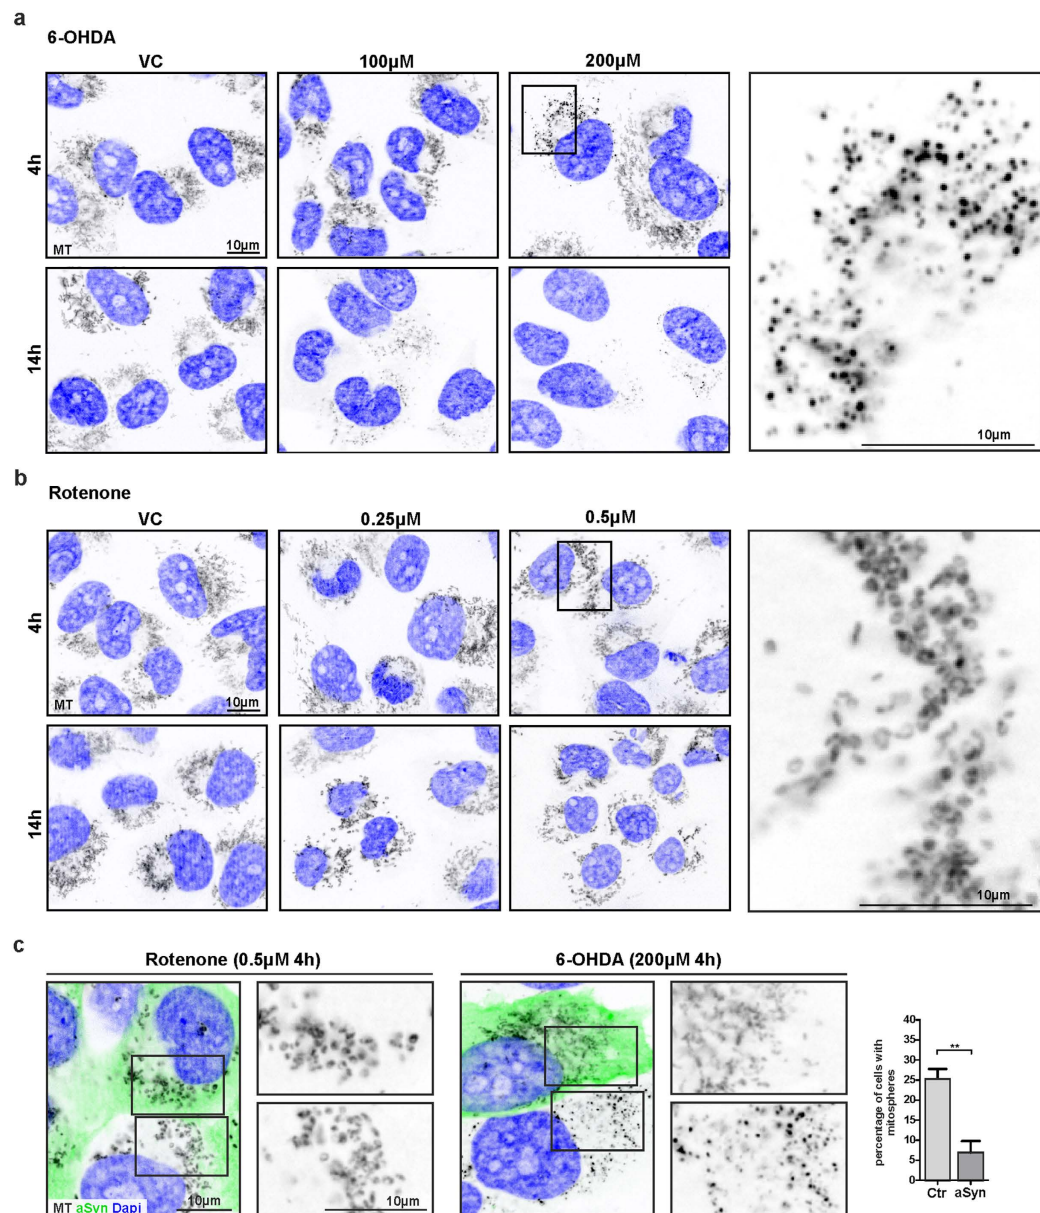 a
6-OHDA
VC 100µM 200µM
4h
MT 10µm
10µm
14h
b
Rotenone
VC 0.25µM 0.5µM
4h
MT 10µm
10µm
14h
c
Rotenone (0.5µM 4h) 6-OHDA (200µM 4h)
MT aSyn Dapi 10µm 10µm
percentage of cells with
mitospheres
40
35
30
25
20
15
10
5
0
**
Ctr aSyn